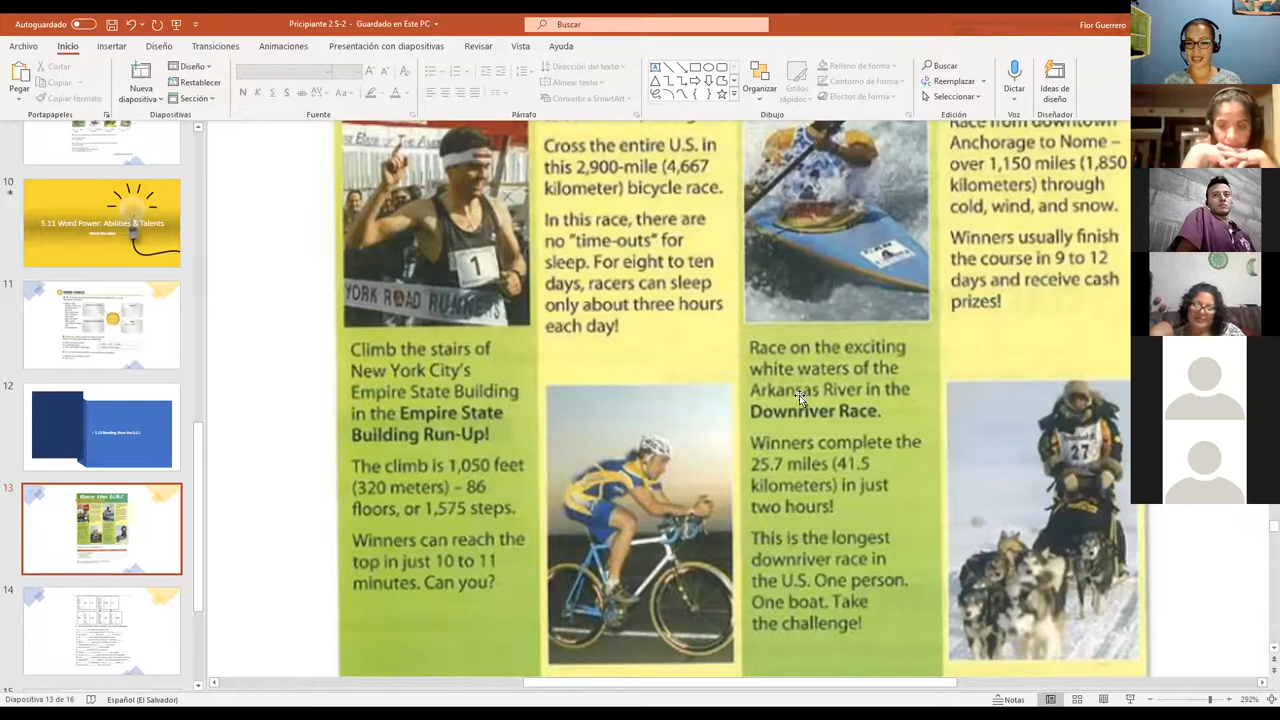 Autoguardado
Pricipiante 2 S-2 - Guardado en Este PC
Buscar
Flor Guerrero
Archivo
Inicio
Insertar
Diseño
Transiciones
Animaciones
Presentación con diapositivas
Revisar
Vista
Ayuda
Pegar
Cortar
Copiar
Copiar formato
Portapapeles
Nueva
diapositiva
Diseño
Restablecer
Sección
Diapositivas
Fuente
Dirección del texto
Alinear texto
Convertir a SmartArt
Párrafo
Organizar
Estilos
rápidos
Relleno de forma
Contorno de forma
Efectos de forma
Dibujo
Buscar
Reemplazar
Seleccionar
Edición
Dictar
Voz
Ideas de
diseño
Diseñador
10
5.11 Word Power: Abilities & Talents
11
12
13
Race the U.S.!
14
1
YORK ROAD RUNNERS
Climb the stairs of
New York City's
Empire State Building
in the Empire State
Building Run-Up!
The climb is 1,050 feet
(320 meters) – 86
floors, or 1,575 steps.
Winners can reach the
top in just 10 to 11
minutes. Can you?
Cross the entire U.S. in
this 2,900-mile (4,667
kilometer) bicycle race.
In this race, there are
no "time-outs" for
sleep. For eight to ten
days, racers can sleep
only about three hours
each day!
Race on the exciting
white waters of the
Arkansas River in the
Downriver Race.
Winners complete the
25.7 miles (41.5
kilometers) in just
two hours!
This is the longest
downriver race in
the U.S. One person.
One boat. Take
the challenge!
Race from downtown
Anchorage to Nome –
over 1,150 miles (1,850
kilometers) through
cold, wind, and snow.
Winners usually finish
the course in 9 to 12
days and receive cash
prizes!
27
Diapositiva 13 de 16
Español (El Salvador)
Notas
292%